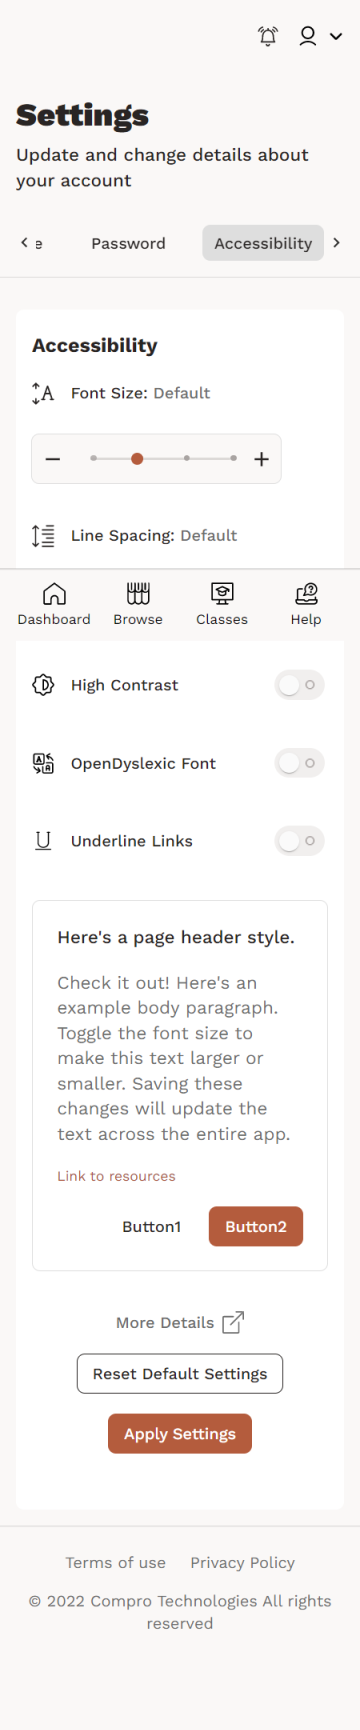 Settings
Update and change details about
your account
e
Password
Accessibility
Accessibility
Font Size: Default
Line Spacing: Default
Dashboard
Browse
Classes
Help
High Contrast
OpenDyslexic Font
Underline Links
Here's a page header style.
Check it out! Here's an
example body paragraph.
Toggle the font size to
make this text larger or
smaller. Saving these
changes will update the
text across the entire app.
Link to resources
Button1
Button2
More Details
Reset Default Settings
Apply Settings
Terms of use
Privacy Policy
© 2022 Compro Technologies All rights
reserved